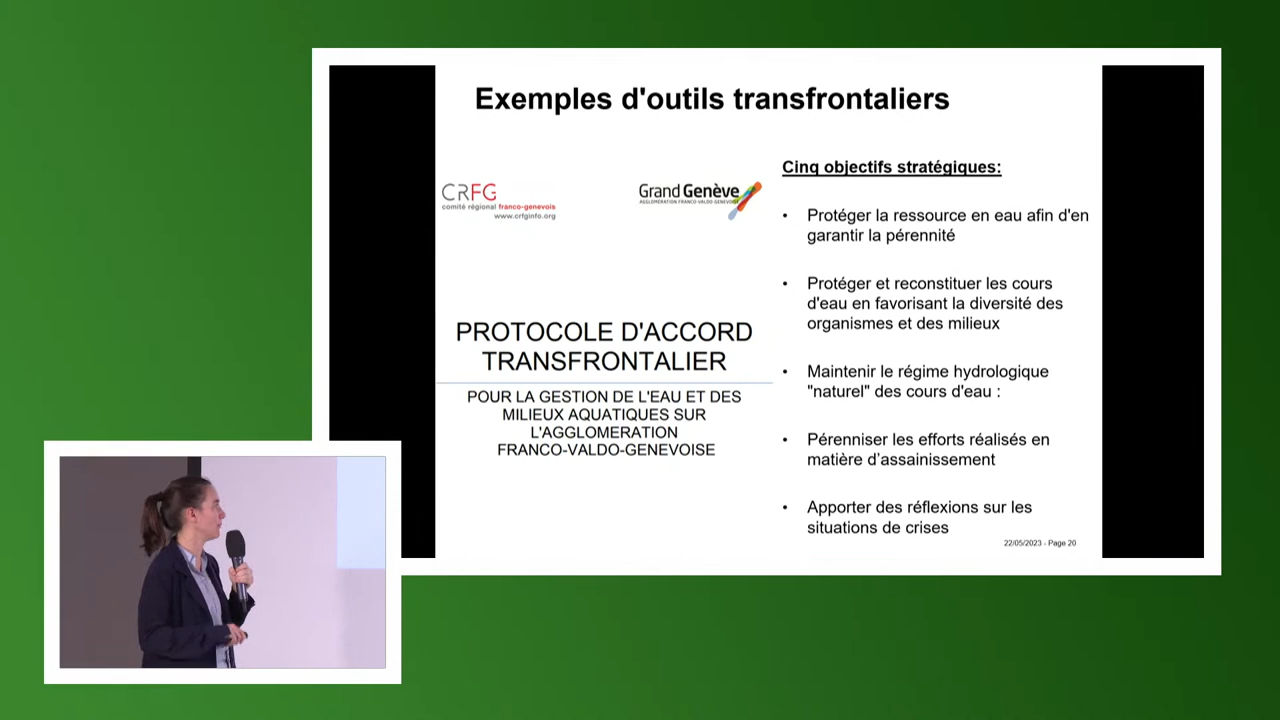 Exemples d'outils transfrontaliers
CRFG
comité régional franco-genevois
www.crfginfo.org
Grand Genève
AGGLOMÉRATION FRANCO-VALDO-GENEVOISE
PROTOCOLE D'ACCORD
TRANSFRONTALIER
POUR LA GESTION DE L'EAU ET DES
MILIEUX AQUATIQUES SUR
L'AGGLOMERATION
FRANCO-VALDO-GENEVOISE
Cinq objectifs stratégiques:
• Protéger la ressource en eau afin d'en
garantir la pérennité
• Protéger et reconstituer les cours
d'eau en favorisant la diversité des
organismes et des milieux
• Maintenir le régime hydrologique
"naturel" des cours d'eau :
• Pérenniser les efforts réalisés en
matière d'assainissement
• Apporter des réflexions sur les
situations de crises
22/05/2023 - Page 20